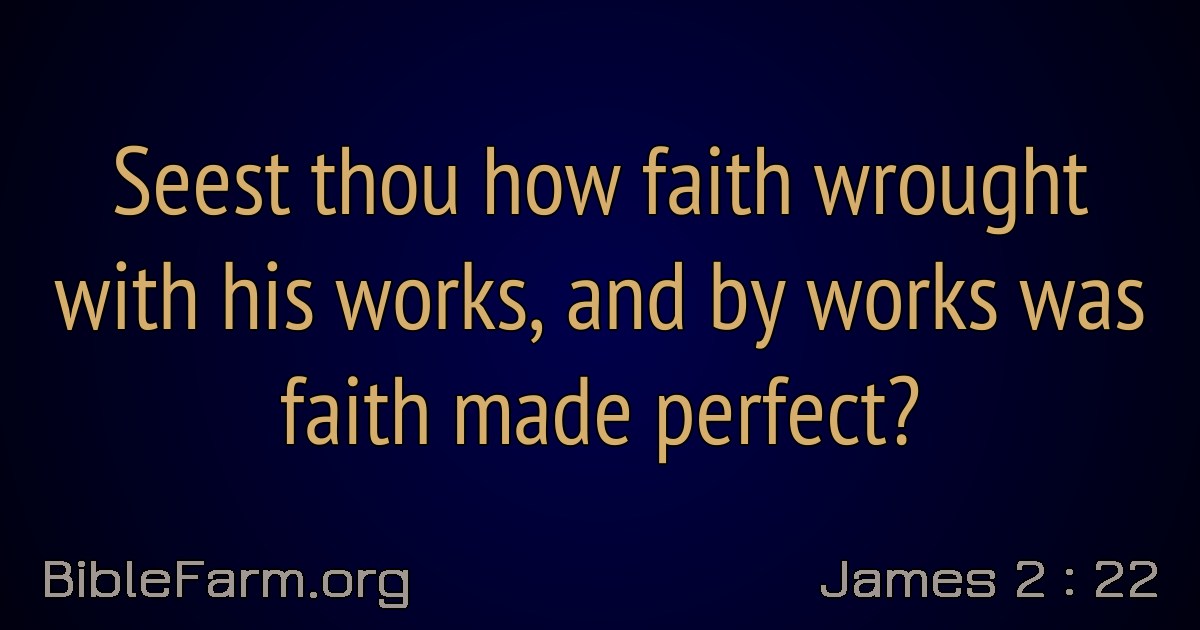 Seest thou how faith wrought
with his works, and by works was
faith made perfect?
BibleFarm.org
James 2 : 22